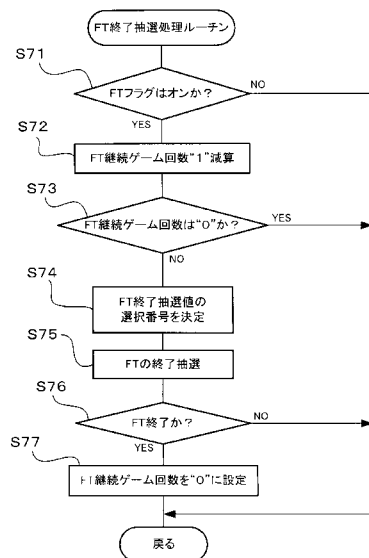 FT終了抽選処理ルーチン
S71
FTフラグはオンか？
NO
YES
S72
FT継続ゲーム回数“1”減算
S73
FT継続ゲーム回数は“0”か？
YES
NO
S74
FT終了抽選値の
選択番号を決定
S75
FTの終了抽選
S76
FT終了か？
NO
YES
S77
FT継続ゲーム回数を“0”に設定
戻る